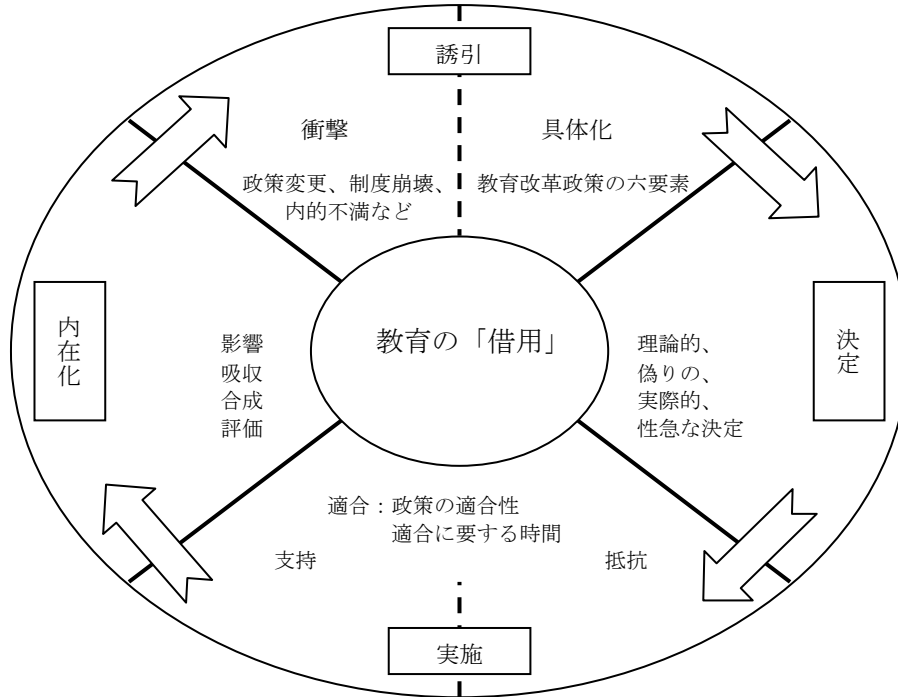 誘引
衝撃
具体化
政策変更、制度崩壊、
内的不満など
教育改革政策の六要素
内在化
影響
吸収
合成
評価
教育の「借用」
理論的、
偽りの、
実際的、
性急な決定
決定
適合：政策の適合性
適合に要する時間
支持
抵抗
実施